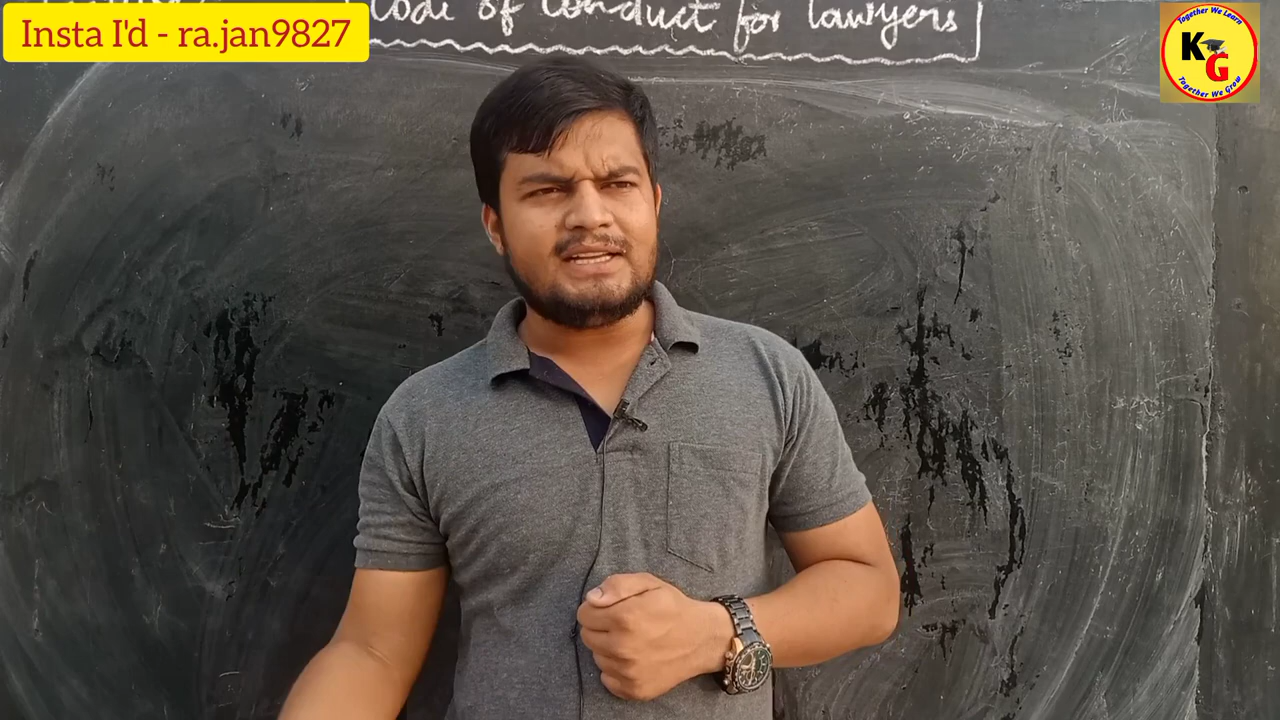 Insta I'd - ra.jan9827
Code of conduct for lawyers
Together We Learn
KG
Together We Grow